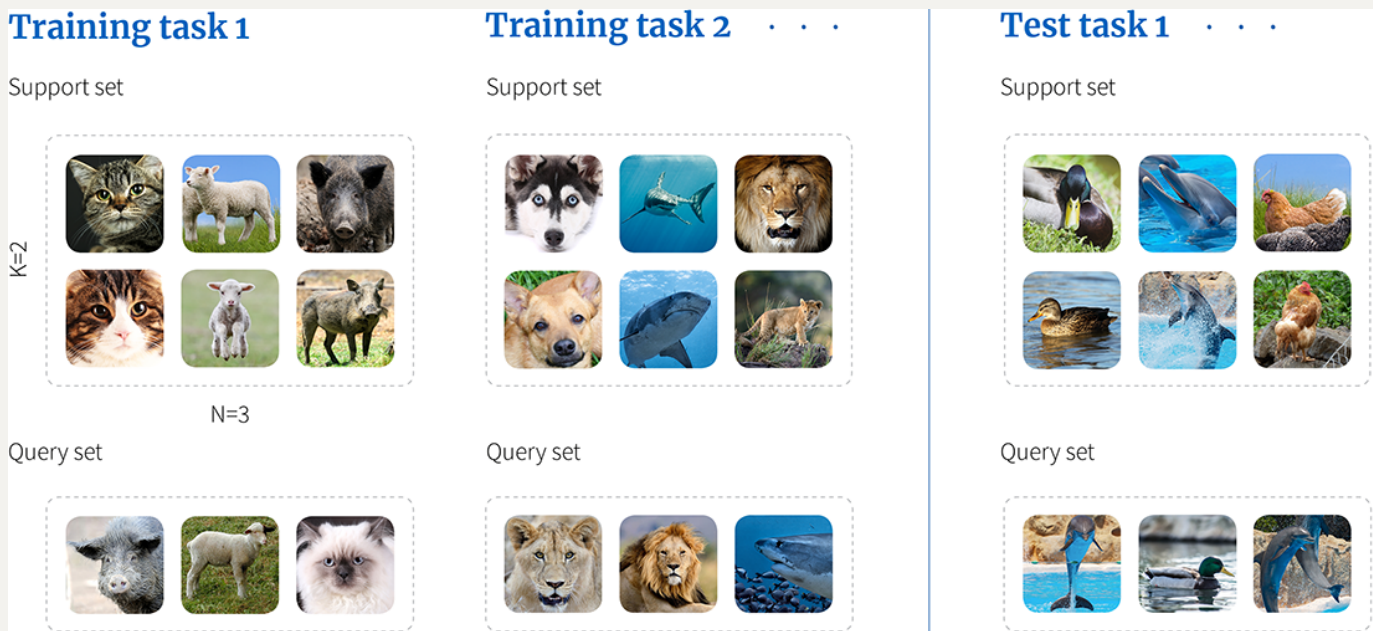 Training task 1
Training task 2 . . .
Test task 1 . . .
Support set
Support set
Support set
K=2
N=3
Query set
Query set
Query set